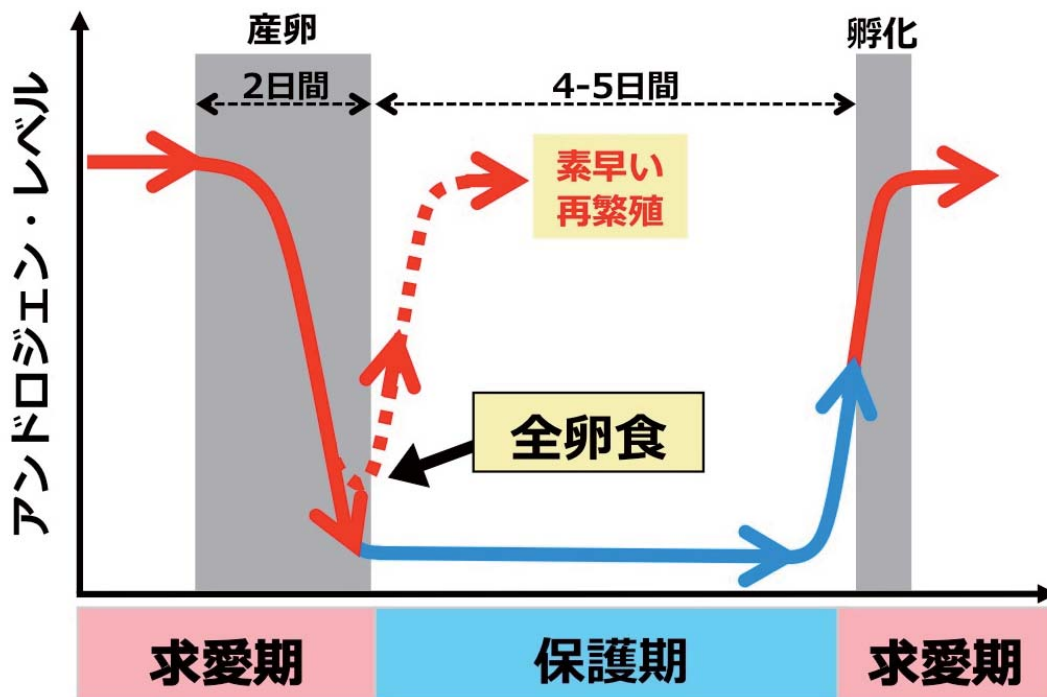 産卵
孵化
2日間
4-5日間
アンドロジェン・レベル
素早い
再繁殖
全卵食
求愛期
保護期
求愛期